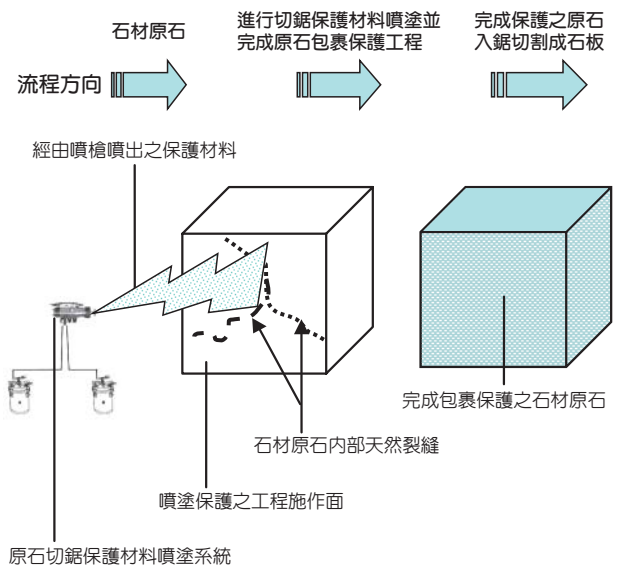 石材原石
進行切鋸保護材料噴塗並
完成原石包裹保護工程
完成保護之原石
入鋸切割成石板
流程方向
經由噴槍噴出之保護材料
完成包裹保護之石材原石
石材原石內部天然裂縫
噴塗保護之工程施作面
原石切鋸保護材料噴塗系統